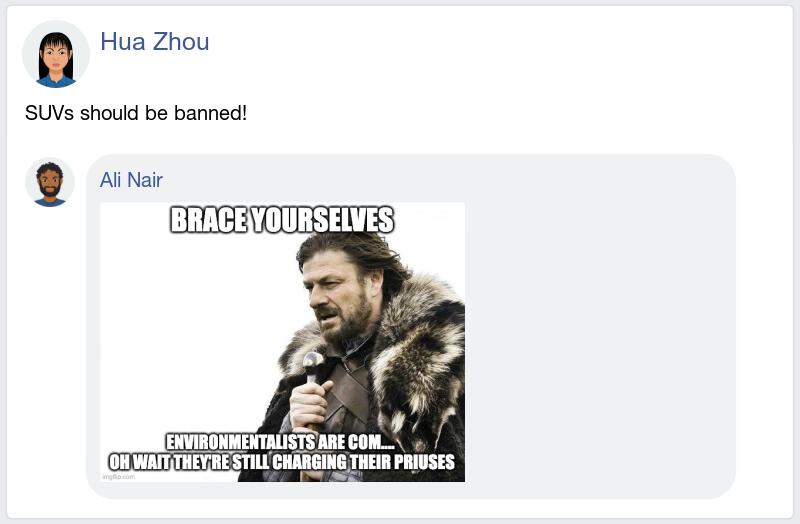 Hua Zhou
SUVs should be banned!
Ali Nair
BRACE YOURSELVES
ENVIRONMENTALISTS ARE COM....
OH WAIT THEY'RE STILL CHARGING THEIR PRIUSES
imgflip.com